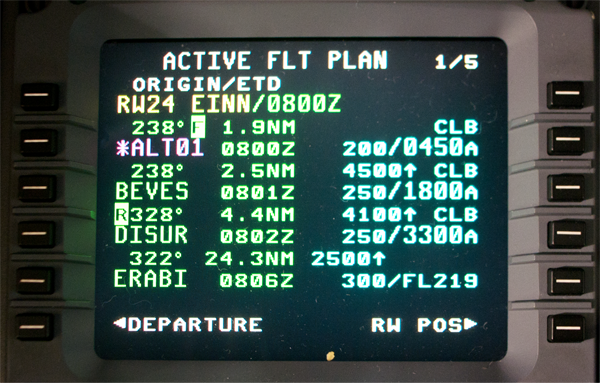 ACTIVE FLT PLAN 1/5
ORIGIN/ETD
RW24 EINN/0800Z
238° F 1.9NM CLB
*ALT01 0800Z 200/0450A
238° 2.5NM 4500↑ CLB
BEVES 0801Z 250/1800A
R328° 4.4NM 4100↑ CLB
DISUR 0802Z 250/3300A
322° 24.3NM 2500↑
ERABI 0806Z 300/FL219
◀DEPARTURE RW POS▶